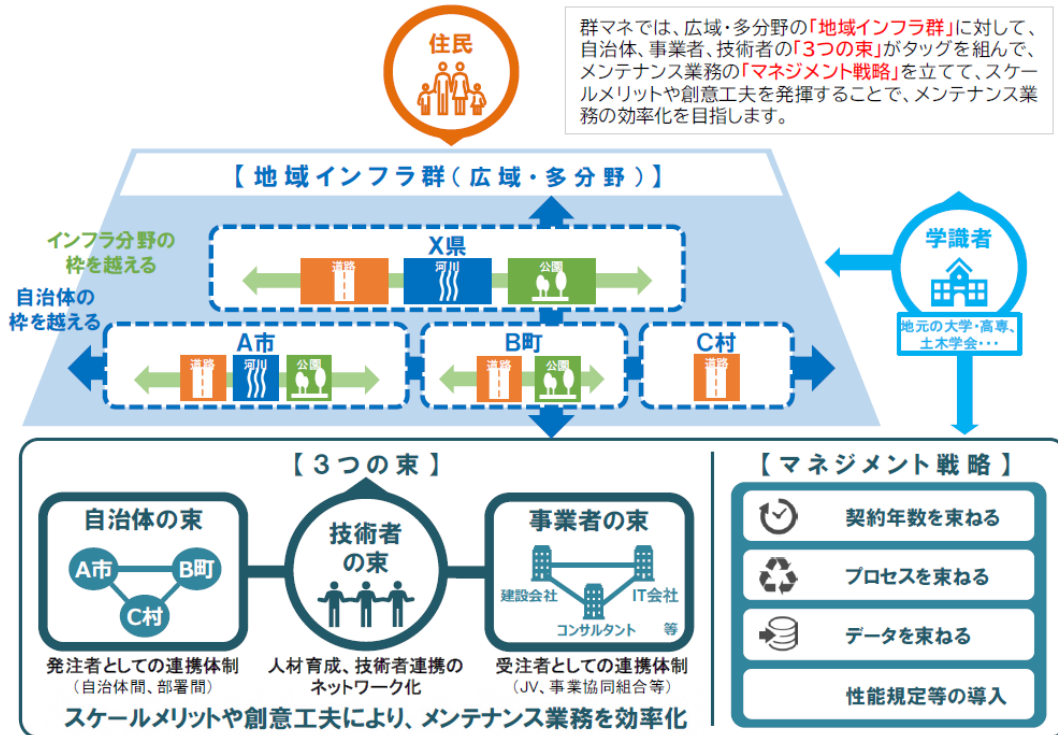 住民
群マネでは、広域・多分野の「地域インフラ群」に対して、
自治体、事業者、技術者の「3つの束」がタッグを組んで、
メンテナンス業務の「マネジメント戦略」を立てて、スケー
ルメリットや創意工夫を発揮することで、メンテナンス業
務の効率化を目指します。
【地域インフラ群(広域・多分野)】
インフラ分野の
枠を越える
自治体の
枠を越える
X県
道路
河川
公園
A市
道路
河川
公園
B町
道路
公園
C村
道路
学識者
地元の大学・高専、
土木学会・・・
【3つの束】
自治体の束
A市
B町
C村
発注者としての連携体制
(自治体間、部署間)
技術者
の束
人材育成、技術者連携の
ネットワーク化
事業者の束
建設会社
IT会社
コンサルタント 等
受注者としての連携体制
(JV、事業協同組合等)
スケールメリットや創意工夫により、メンテナンス業務を効率化
【マネジメント戦略】
契約年数を束ねる
プロセスを束ねる
データを束ねる
性能規定等の導入